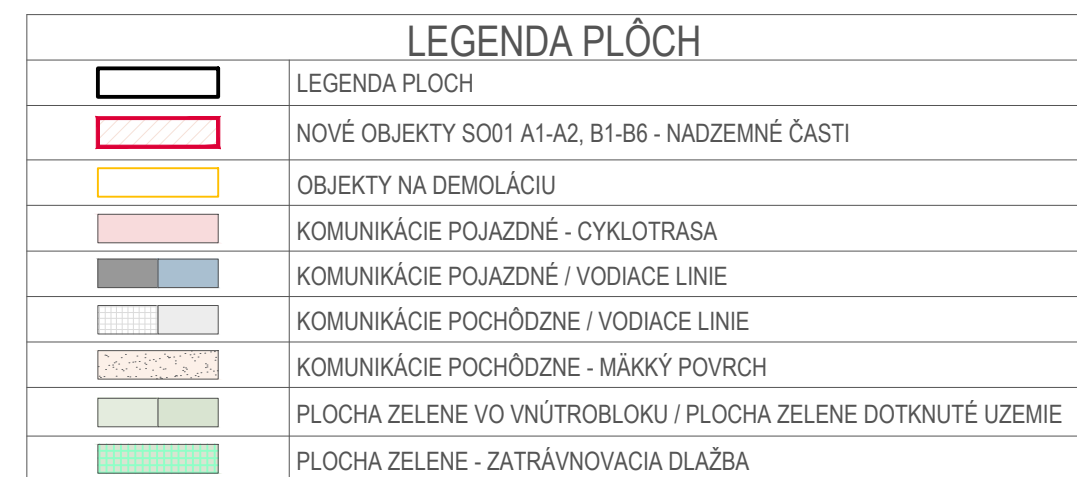 LEGENDA PLÔCH
LEGENDA PLOCH
NOVÉ OBJEKTY SO01 A1-A2, B1-B6 - NADZEMNÉ ČASTI
OBJEKTY NA DEMOLÁCIU
KOMUNIKÁCIE POJAZDNÉ - CYKLOTRASA
KOMUNIKÁCIE POJAZDNÉ / VODIACE LINIE
KOMUNIKÁCIE POCHÔDZNE / VODIACE LINIE
KOMUNIKÁCIE POCHÔDZNE - MÄKKÝ POVRCH
PLOCHA ZELENE VO VNÚTROBLOKU / PLOCHA ZELENE DOTKNUTÉ UZEMIE
PLOCHA ZELENE - ZATRÁVNOVACIA DLAŽBA